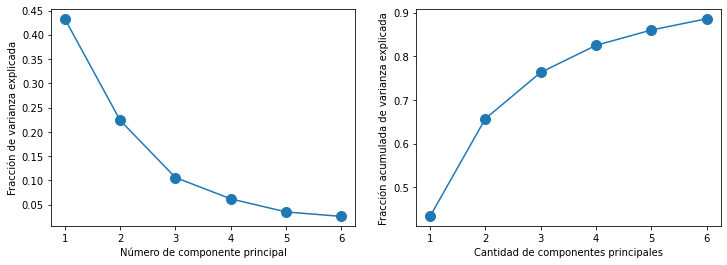 Fracción de varianza explicada
0.45
0.40
0.35
0.30
0.25
0.20
0.15
0.10
0.05
1 2 3 4 5 6
Número de componente principal
Fracción acumulada de varianza explicada
0.9
0.8
0.7
0.6
0.5
1 2 3 4 5 6
Cantidad de componentes principales